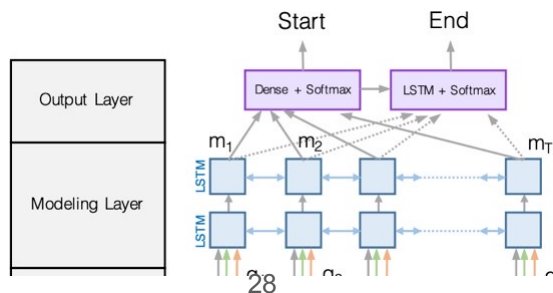 Start End
Output Layer
Dense + Softmax
LSTM + Softmax
m1 m2 mT
Modeling Layer
LSTM
LSTM
28